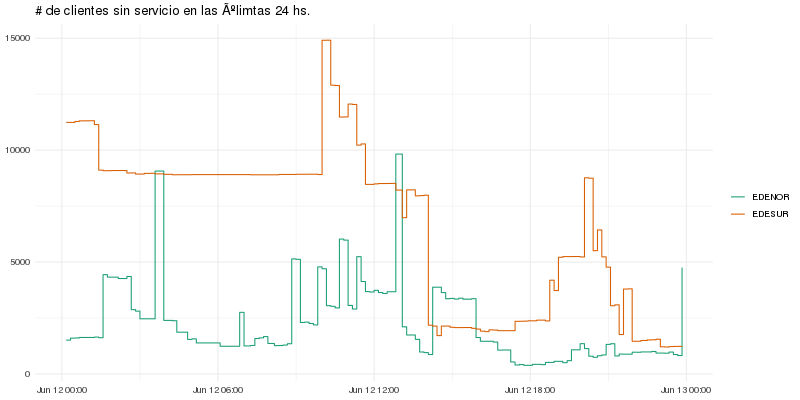 # de clientes sin servicio en las Ãºlimtas 24 hs.
15000
10000
5000
0
Jun 12 00:00
Jun 12 06:00
Jun 12 12:00
Jun 12 18:00
Jun 13 00:00
EDENOR
EDESUR